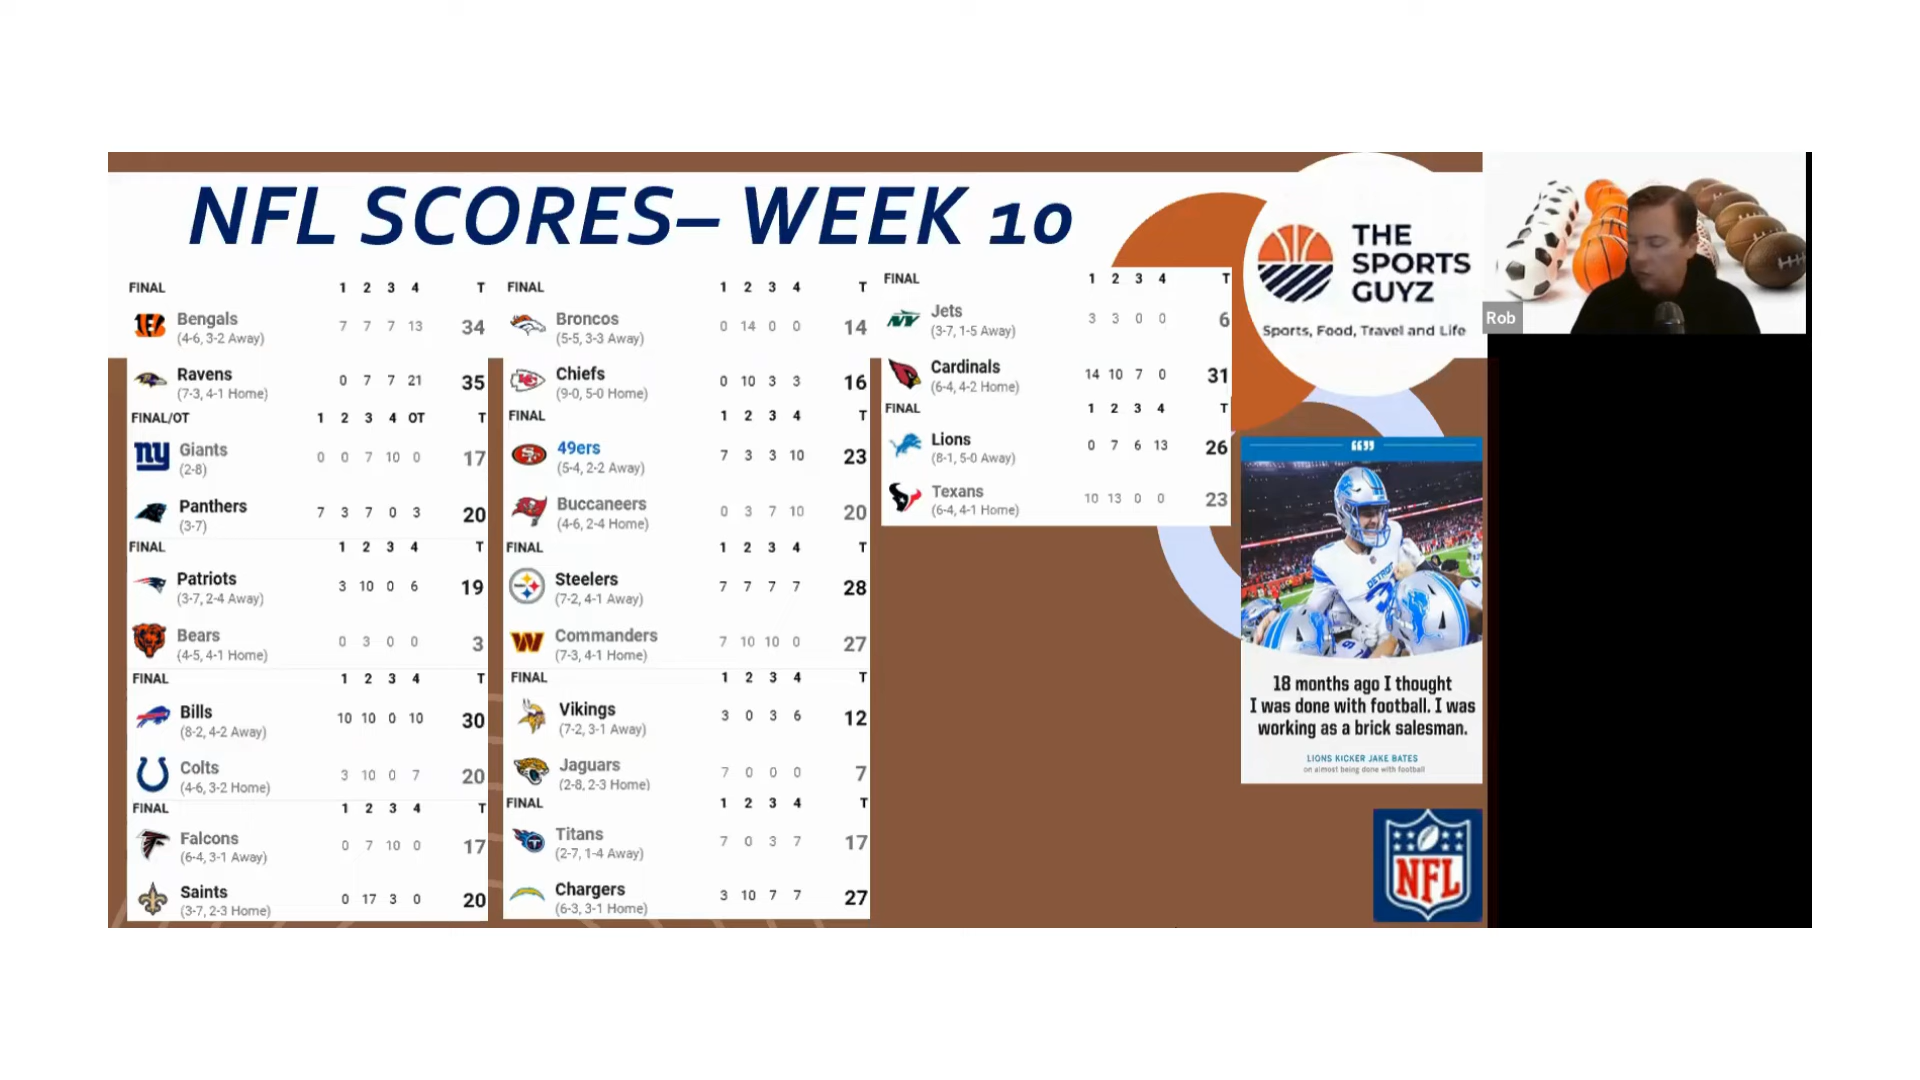 NFL SCORES– WEEK 10
FINAL 1 2 3 4 T
Bengals 7 7 7 13 34
(4-6, 3-2 Away)
Ravens 0 7 7 21 35
(7-3, 4-1 Home)
FINAL/OT 1 2 3 4 OT T
Giants 0 0 7 10 0 17
(2-8)
Panthers 7 3 7 0 3 20
(3-7)
FINAL 1 2 3 4 T
Patriots 3 10 0 6 19
(3-7, 2-4 Away)
Bears 0 3 0 0 3
(4-5, 4-1 Home)
FINAL 1 2 3 4 T
Bills 10 10 0 10 30
(8-2, 4-2 Away)
Colts 3 10 0 7 20
(4-6, 3-2 Home)
FINAL 1 2 3 4 T
Falcons 0 7 10 0 17
(6-4, 3-1 Away)
Saints 0 17 3 0 20
(3-7, 2-3 Home)
FINAL 1 2 3 4 T
Broncos 0 14 0 0 14
(5-5, 3-3 Away)
Chiefs 0 10 3 3 16
(9-0, 5-0 Home)
FINAL 1 2 3 4 T
49ers 7 3 3 10 23
(5-4, 2-2 Away)
Buccaneers 0 3 7 10 20
(4-6, 2-4 Home)
FINAL 1 2 3 4 T
Steelers 7 7 7 7 28
(7-2, 4-1 Away)
Commanders 7 10 10 0 27
(7-3, 4-1 Home)
FINAL 1 2 3 4 T
Vikings 3 0 3 6 12
(7-2, 3-1 Away)
Jaguars 7 0 0 0 7
(2-8, 2-3 Home)
FINAL 1 2 3 4 T
Titans 7 0 3 7 17
(2-7, 1-4 Away)
Chargers 3 10 7 7 27
(6-3, 3-1 Home)
FINAL 1 2 3 4 T
Jets 3 3 0 0 6
(3-7, 1-5 Away)
Cardinals 14 10 7 0 31
(6-4, 4-2 Home)
FINAL 1 2 3 4 T
Lions 0 7 6 13 26
(8-1, 5-0 Away)
Texans 10 13 0 0 23
(6-4, 4-1 Home)
THE
SPORTS
GUYZ
Sports, Food, Travel and Life
Rob
DETROIT
18 months ago I thought
I was done with football. I was
working as a brick salesman.
LIONS KICKER JAKE BATES
on almost being done with football
NFL